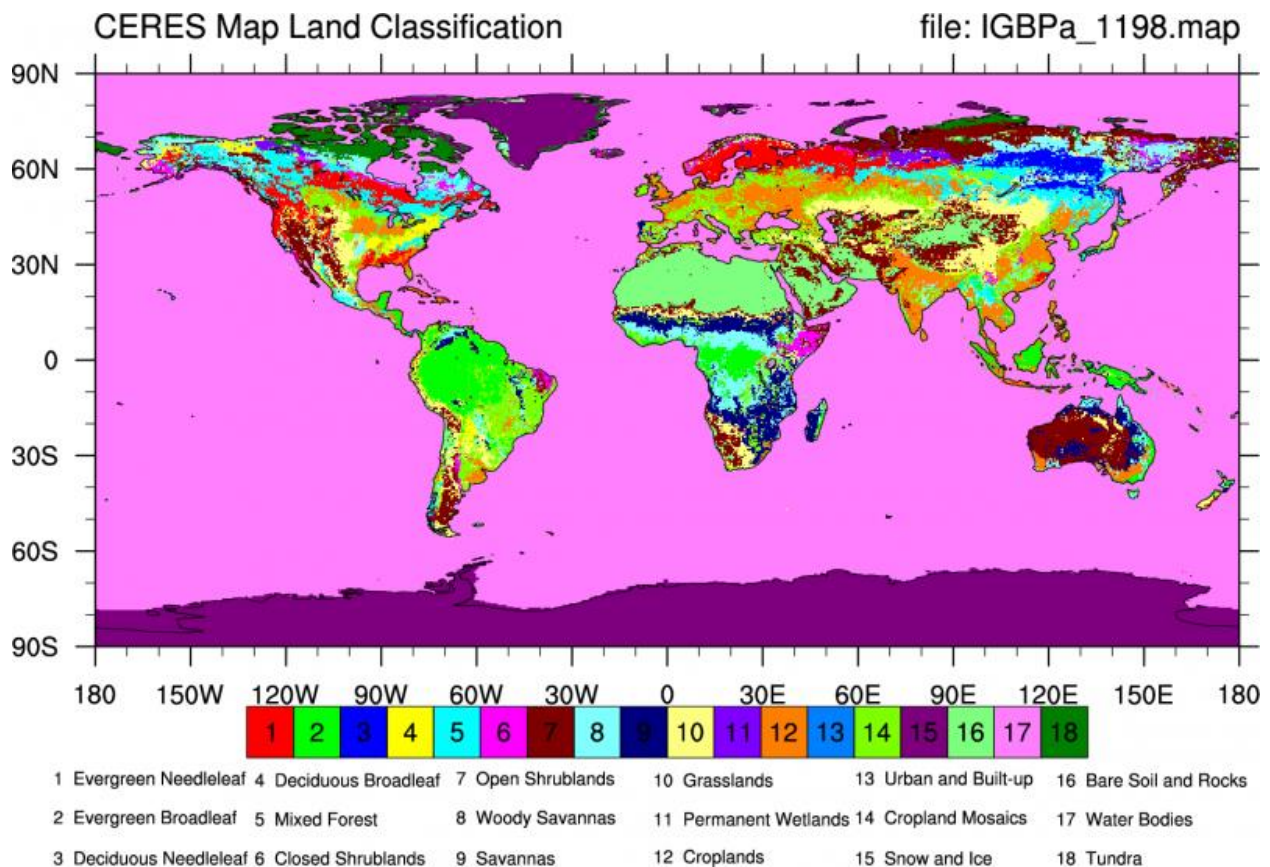 CERES Map Land Classification file: IGBPa_1198.map
90N
60N
30N
0
30S
60S
90S
180 150W 120W 90W 60W 30W 0 30E 60E 90E 120E 150E 180
1 2 3 4 5 6 7 8 9 10 11 12 13 14 15 16 17 18
1 Evergreen Needleleaf 4 Deciduous Broadleaf 7 Open Shrublands 10 Grasslands 13 Urban and Built-up 16 Bare Soil and Rocks
2 Evergreen Broadleaf 5 Mixed Forest 8 Woody Savannas 11 Permanent Wetlands 14 Cropland Mosaics 17 Water Bodies
3 Deciduous Needleleaf 6 Closed Shrublands 9 Savannas 12 Croplands 15 Snow and Ice 18 Tundra